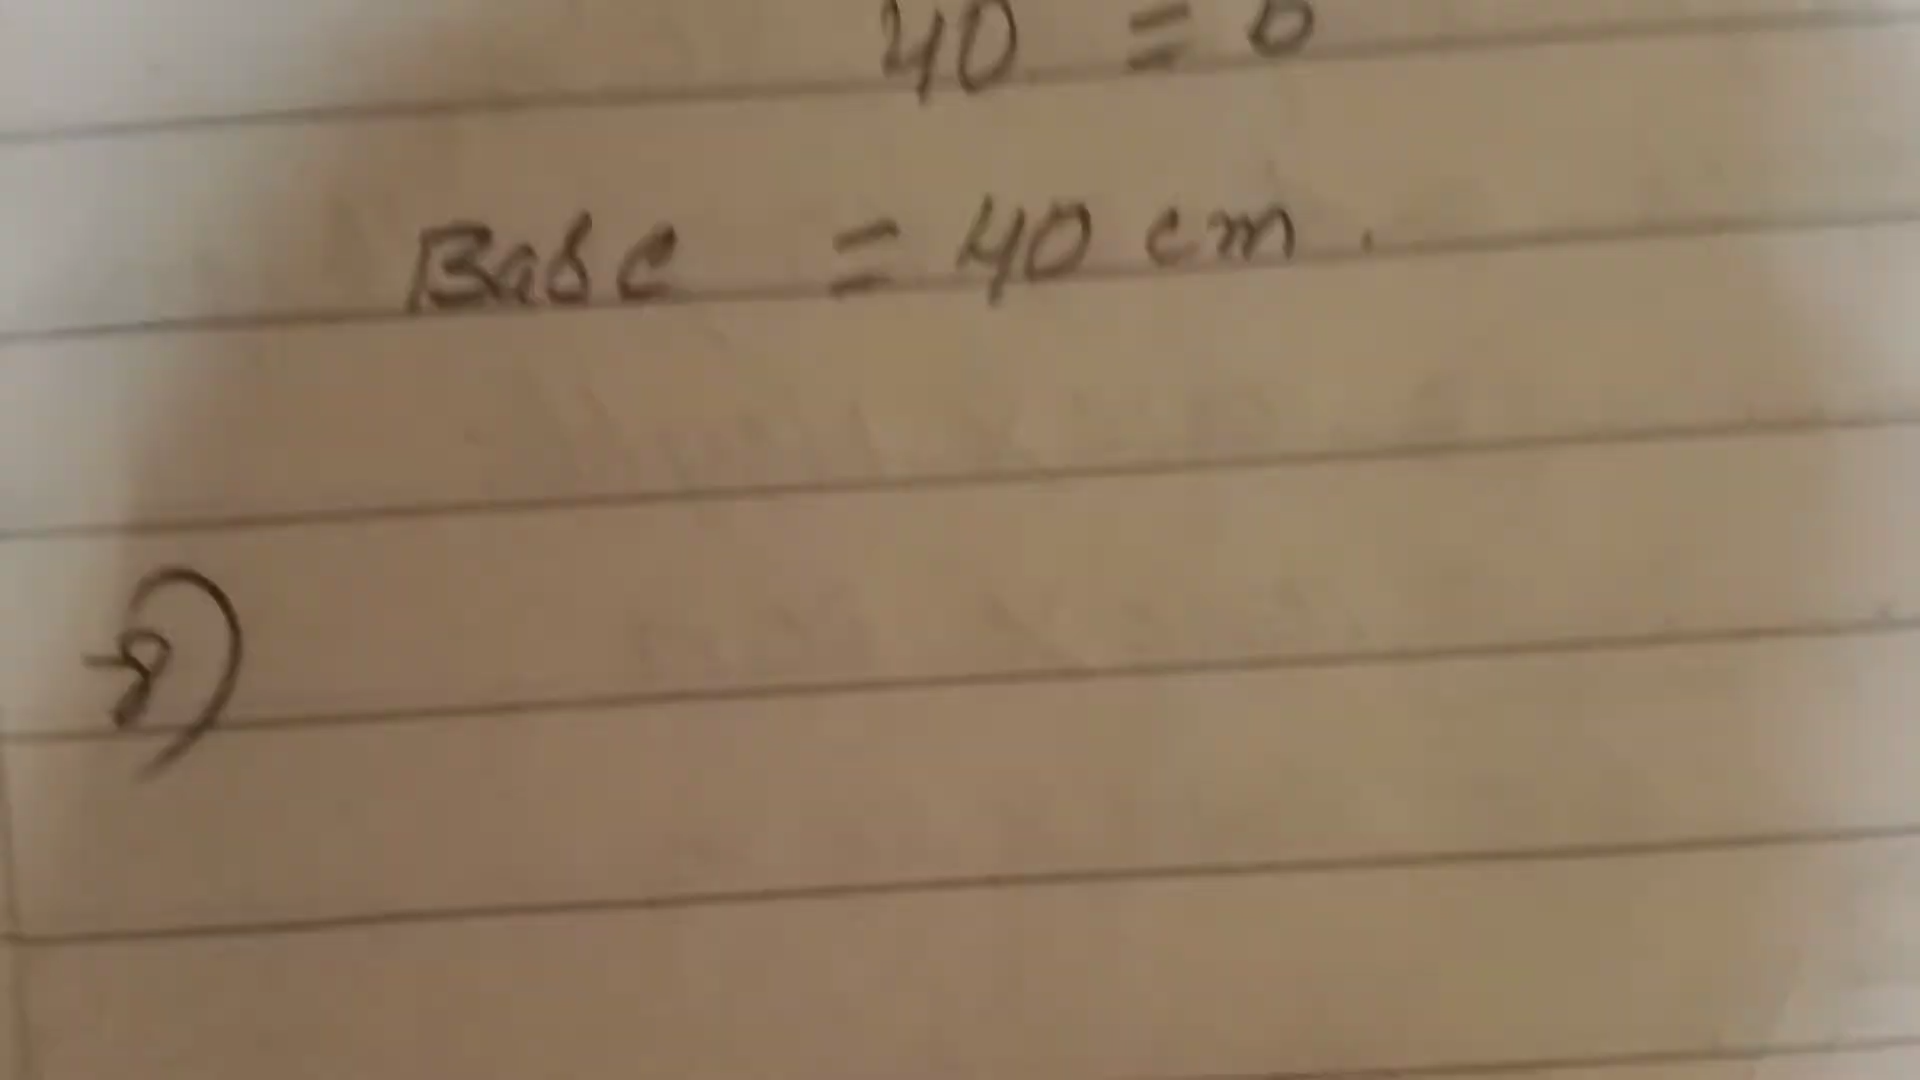 40 = b
Base = 40 cm.
→8)